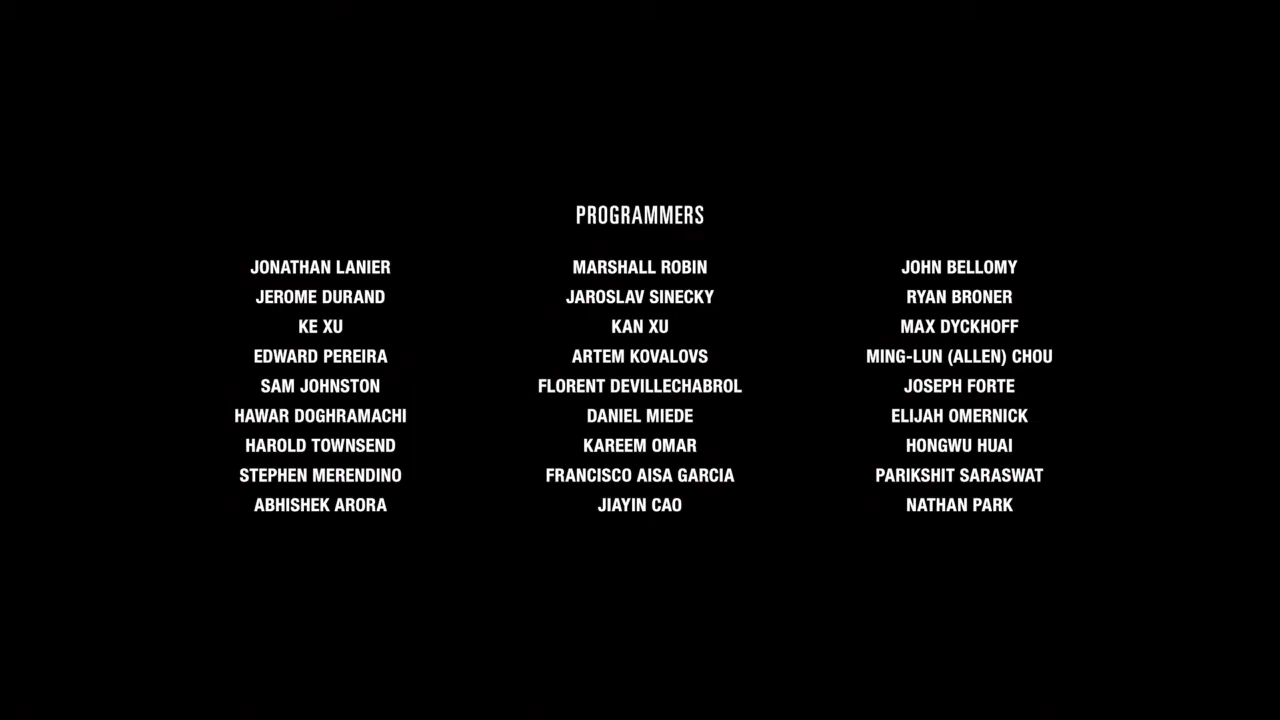 PROGRAMMERS
JONATHAN LANIER MARSHALL ROBIN JOHN BELLOMY
JEROME DURAND JAROSLAV SINECKY RYAN BRONER
KE XU KAN XU MAX DYCKHOFF
EDWARD PEREIRA ARTEM KOVALOVS MING-LUN (ALLEN) CHOU
SAM JOHNSTON FLORENT DEVILLECHABROL JOSEPH FORTE
HAWAR DOGHRAMACHI DANIEL MIEDE ELIJAH OMERNICK
HAROLD TOWNSEND KAREEM OMAR HONGWU HUAI
STEPHEN MERENDINO FRANCISCO AISA GARCIA PARIKSHIT SARASWAT
ABHISHEK ARORA JIAYIN CAO NATHAN PARK